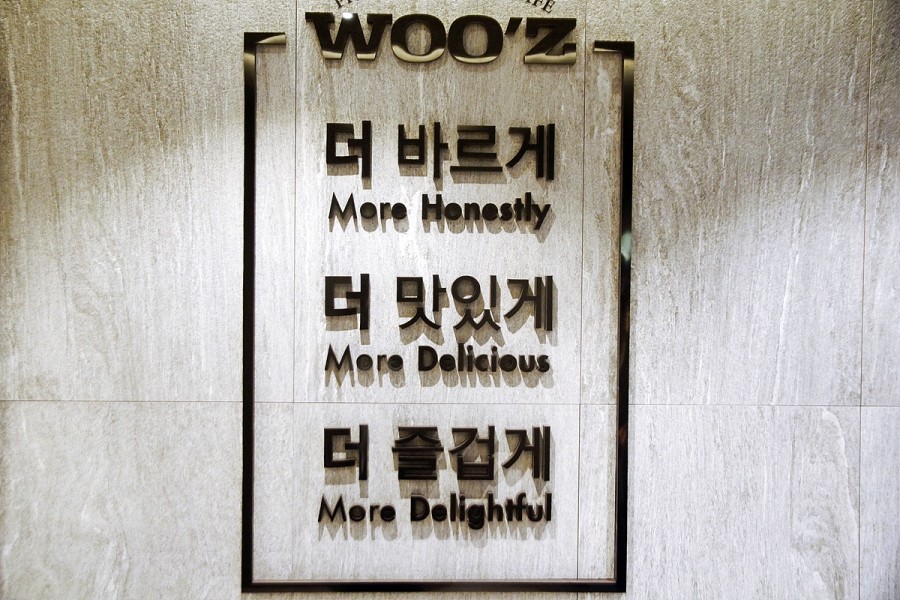 WOO'Z
더 바르게
More Honestly
더 맛있게
More Delicious
더 즐겁게
More Delightful